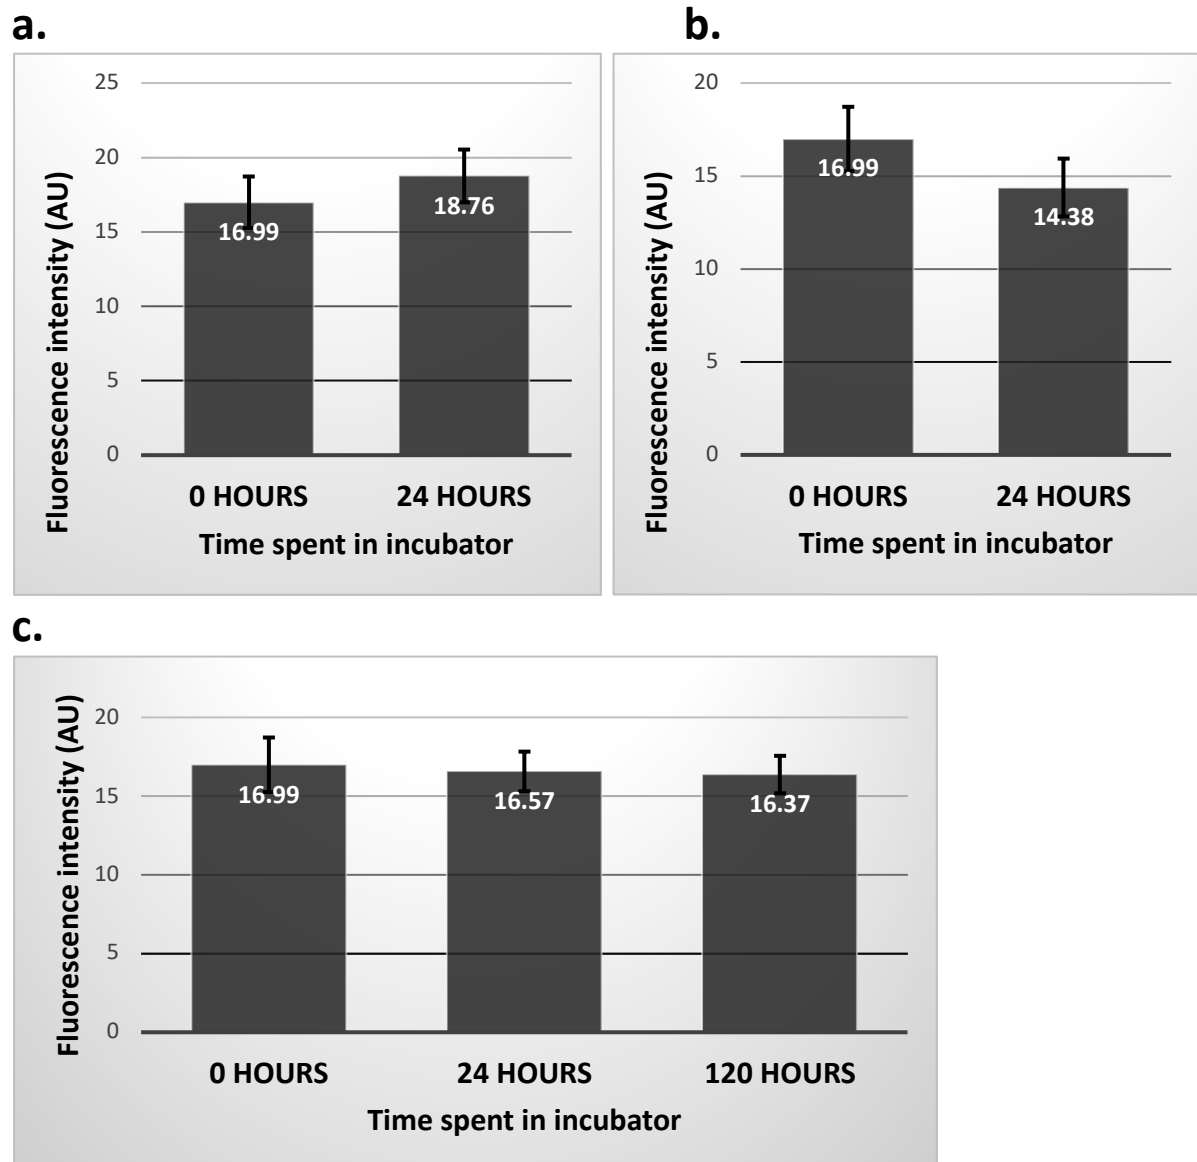 a.
Fluorescence intensity (AU)
25
20
15
10
5
0
16.99
18.76
0 HOURS
24 HOURS
Time spent in incubator
b.
Fluorescence intensity (AU)
20
15
10
5
0
16.99
14.38
0 HOURS
24 HOURS
Time spent in incubator
c.
Fluorescence intensity (AU)
20
15
10
5
0
16.99
16.57
16.37
0 HOURS
24 HOURS
120 HOURS
Time spent in incubator